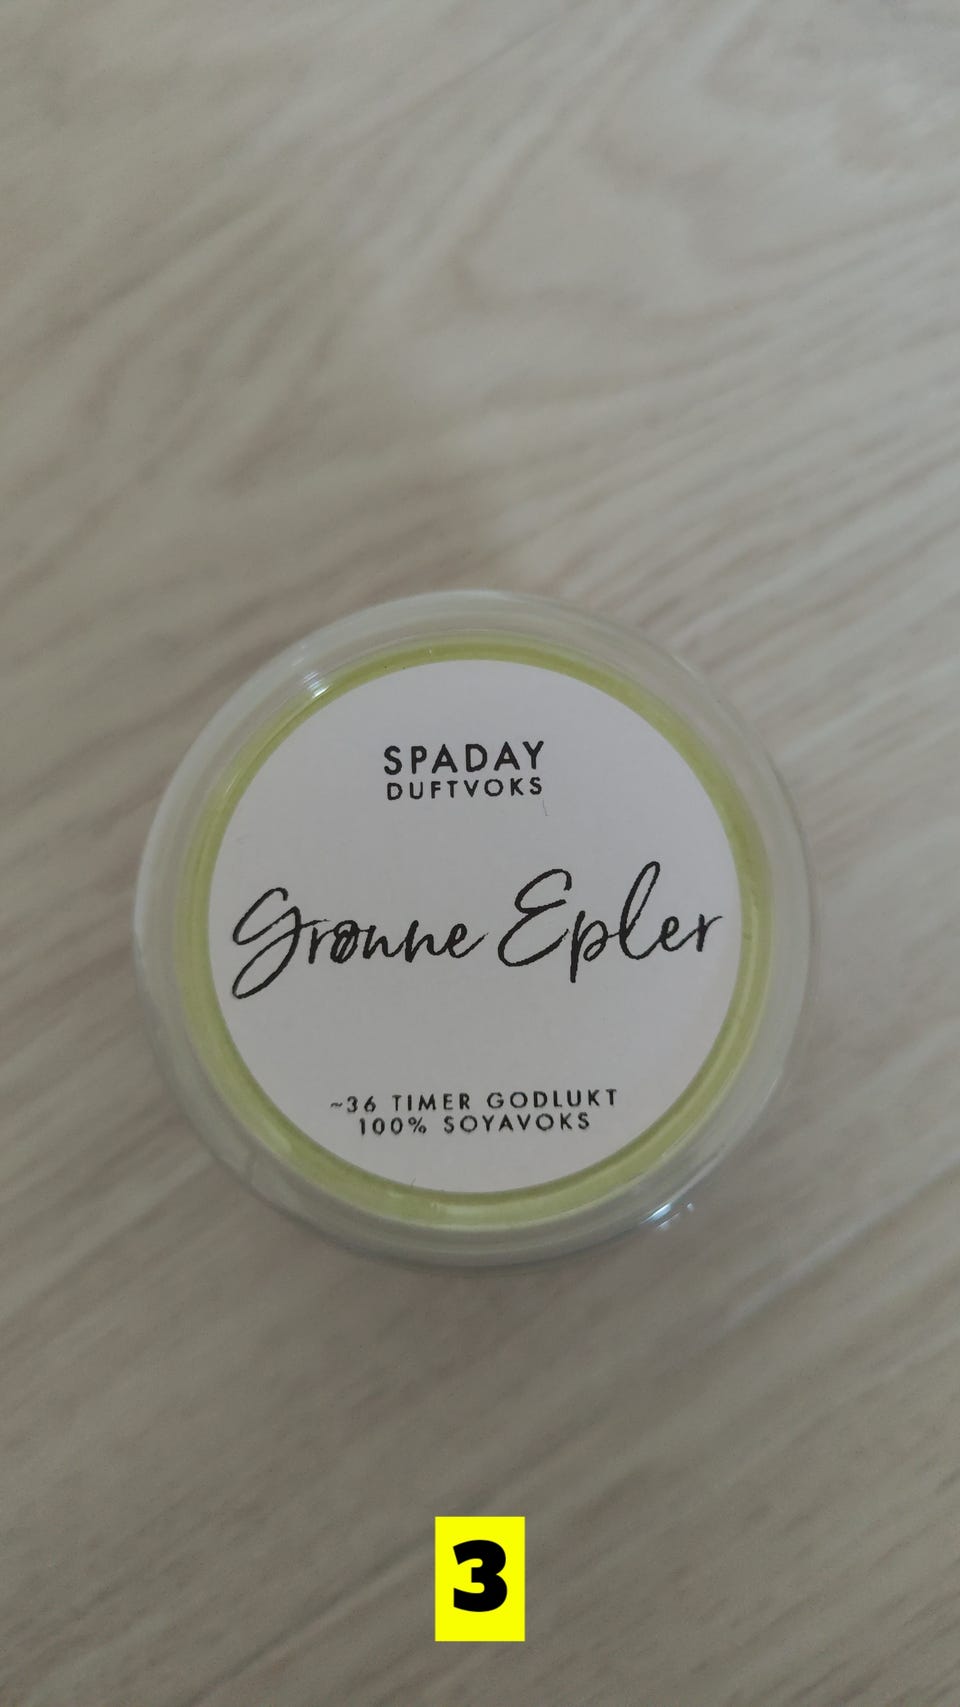 SPADAY
DUFTVOKS
Grønne Epler
~36 TIMER GODLUKT
100% SOYAVOKS
3